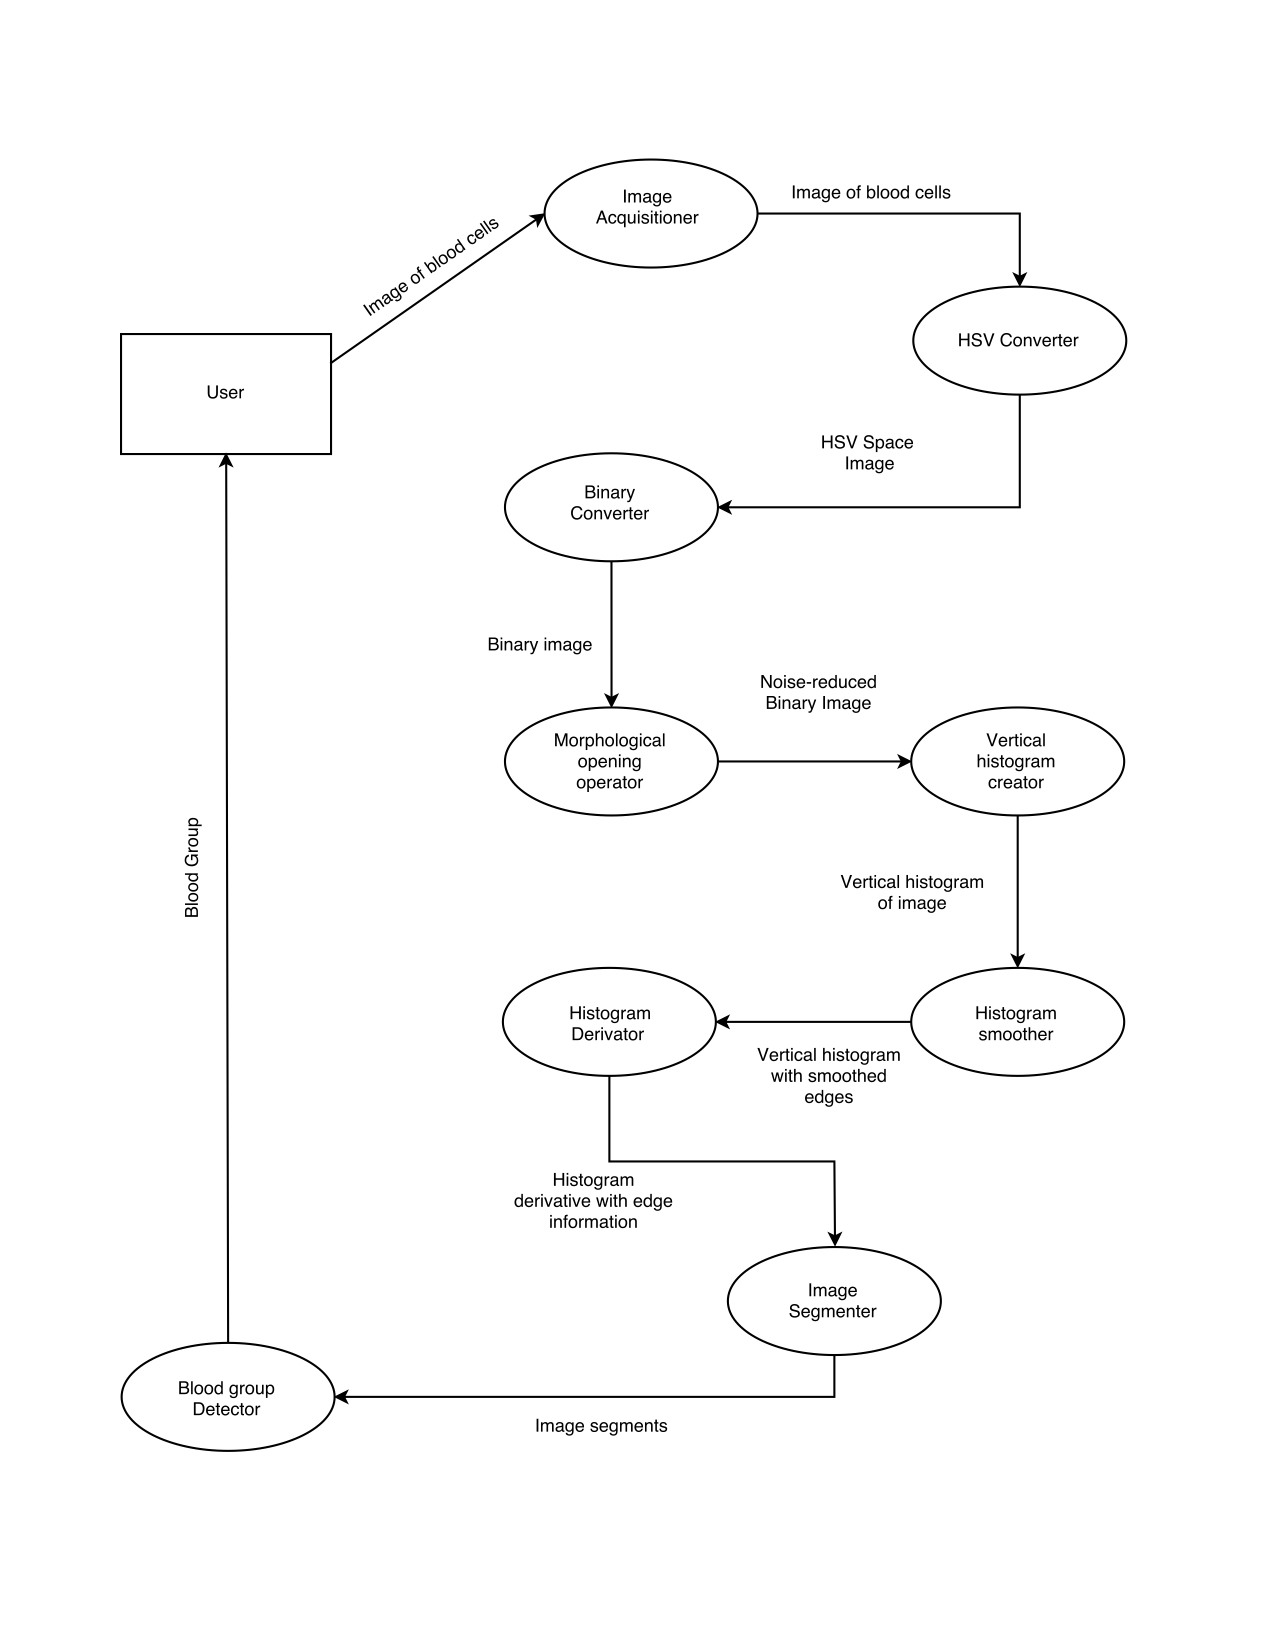 Image
Acquisitioner
Image of blood cells
Image of blood cells
HSV Converter
User
HSV Space
Image
Binary
Converter
Binary image
Noise-reduced
Binary Image
Morphological
opening
operator
Vertical
histogram
creator
Blood Group
Vertical histogram
of image
Histogram
Derivator
Histogram
smoother
Vertical histogram
with smoothed
edges
Histogram
derivative with edge
information
Image
Segmenter
Blood group
Detector
Image segments